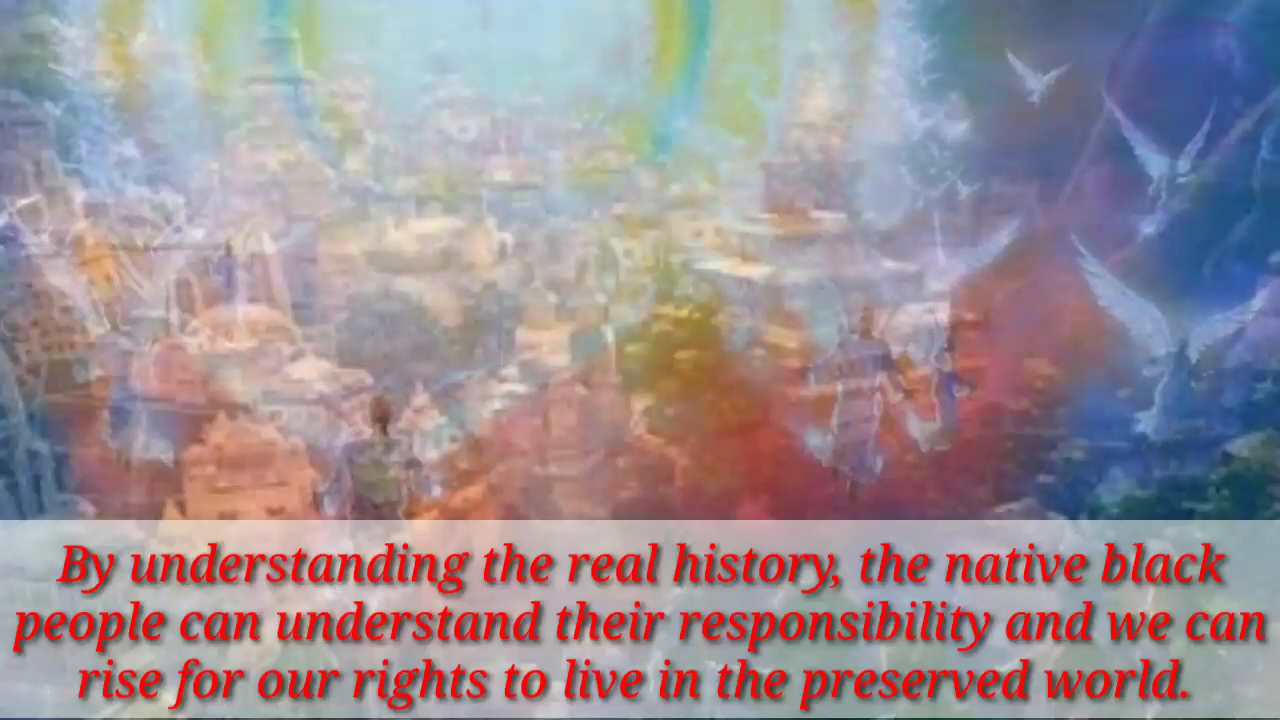 By understanding the real history, the native black
people can understand their responsibility and we can
rise for our rights to live in the preserved world.